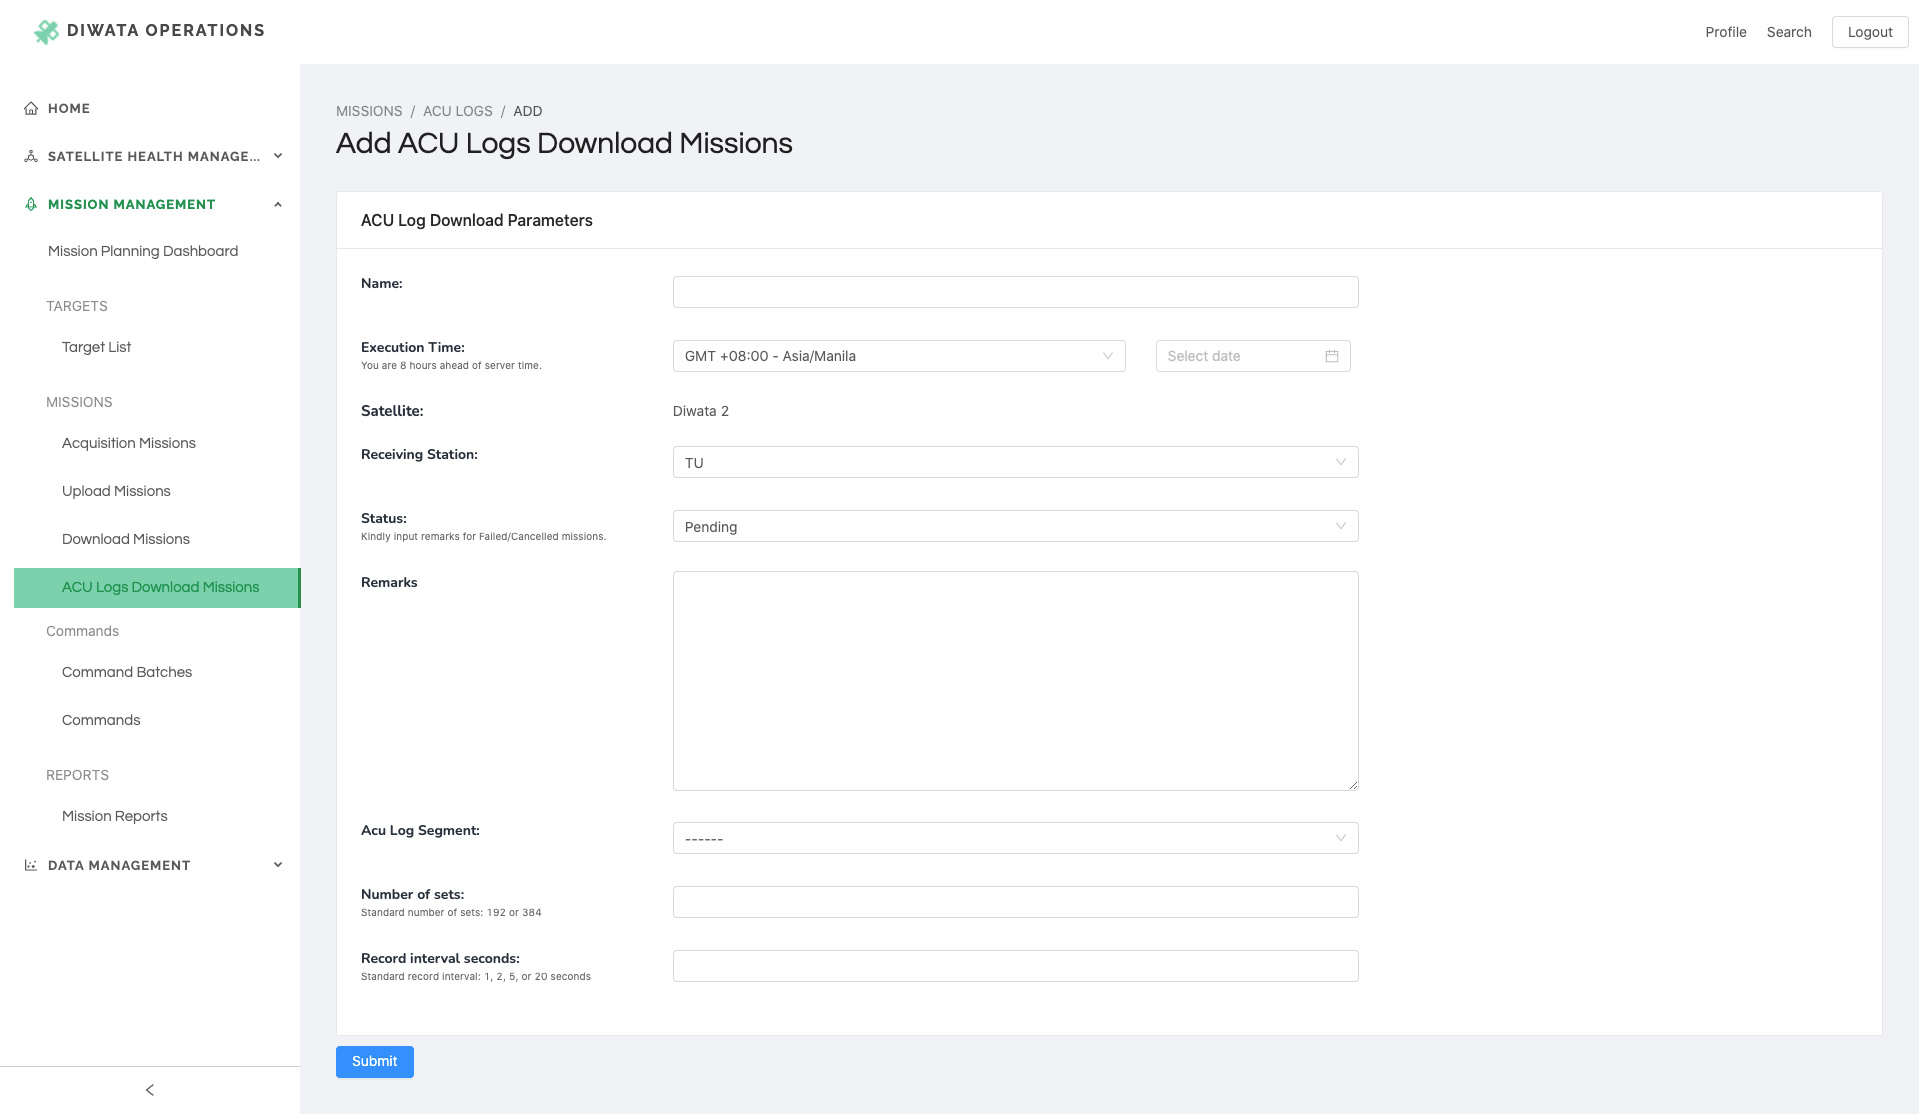 DIWATA OPERATIONS
Profile
Search
Logout
HOME
SATELLITE HEALTH MANAGE...
MISSION MANAGEMENT
Mission Planning Dashboard
TARGETS
Target List
MISSIONS
Acquisition Missions
Upload Missions
Download Missions
ACU Logs Download Missions
Commands
Command Batches
Commands
REPORTS
Mission Reports
DATA MANAGEMENT
MISSIONS / ACU LOGS / ADD
Add ACU Logs Download Missions
ACU Log Download Parameters
Name:
Execution Time:
You are 8 hours ahead of server time.
GMT +08:00 - Asia/Manila
Select date
Satellite:
Diwata 2
Receiving Station:
TU
Status:
Kindly input remarks for Failed/Cancelled missions.
Pending
Remarks
Acu Log Segment:
------
Number of sets:
Standard number of sets: 192 or 384
Record interval seconds:
Standard record interval: 1, 2, 5, or 20 seconds
Submit